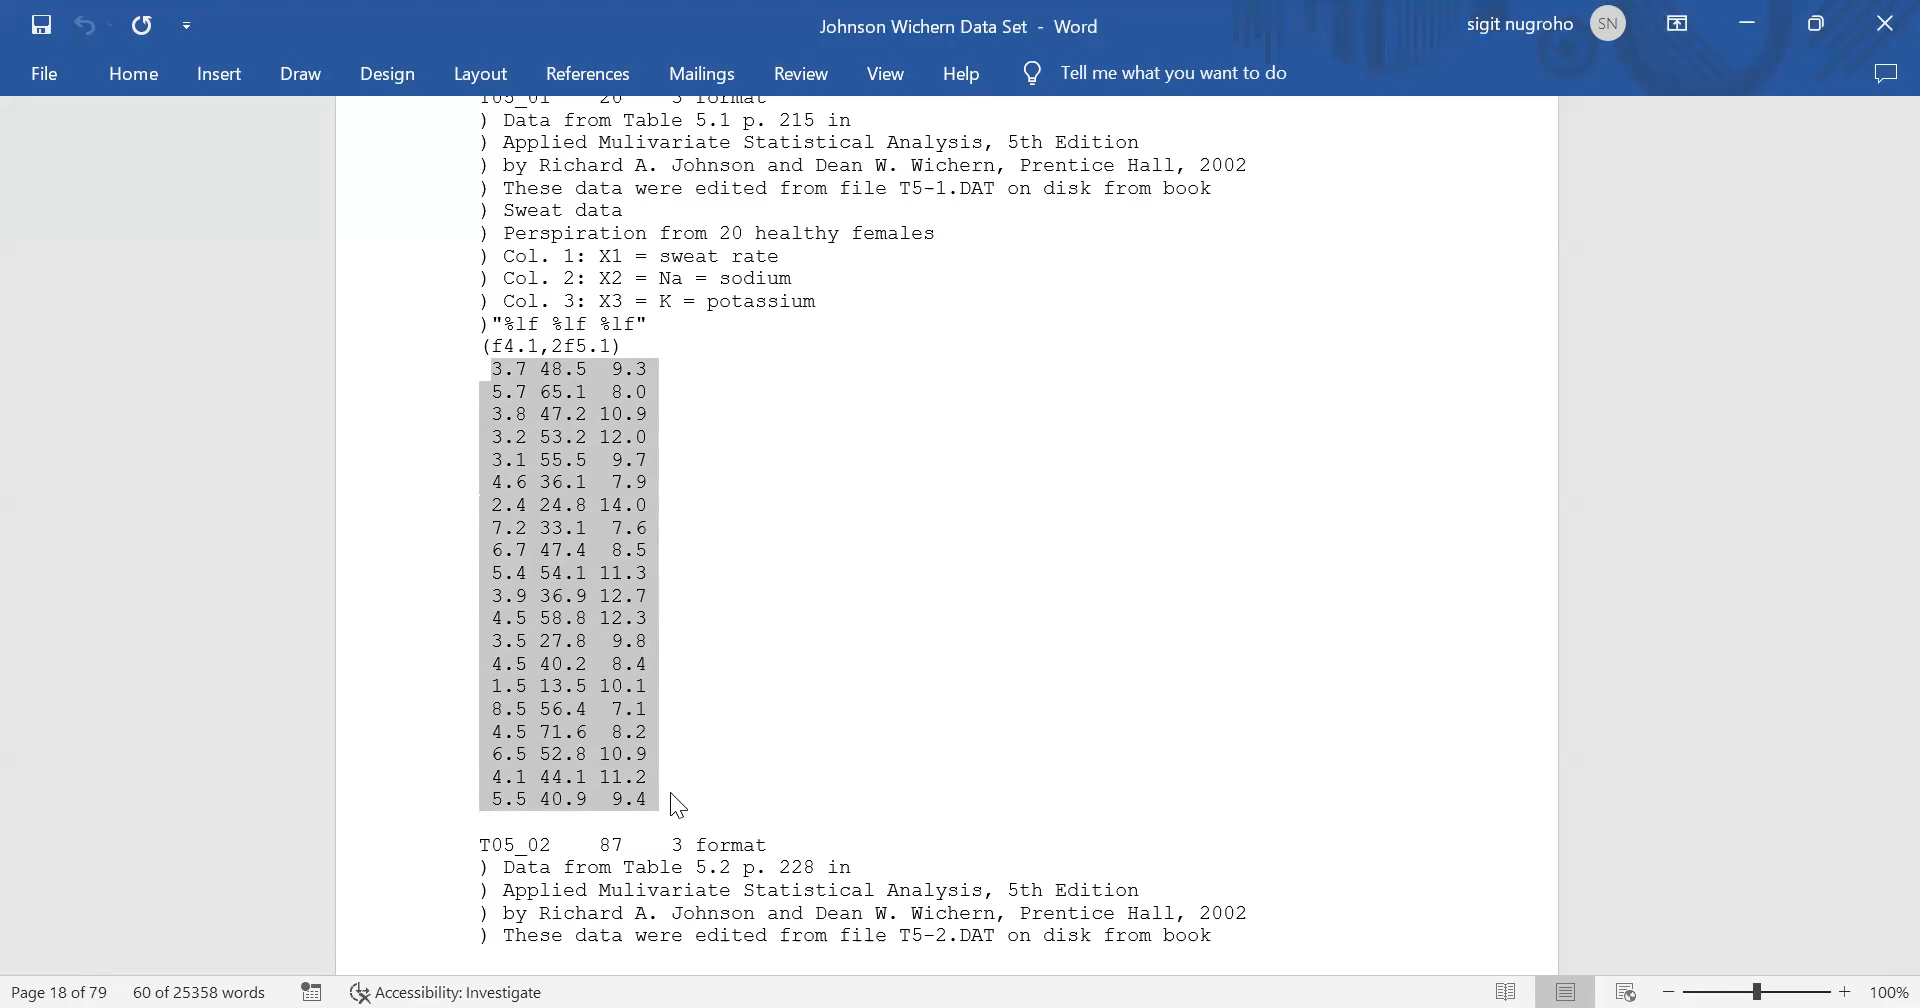 Johnson Wichern Data Set - Word
sigit nugroho SN
File Home Insert Draw Design Layout References Mailings Review View Help Tell me what you want to do
T05_01 20 3 format
) Data from Table 5.1 p. 215 in
) Applied Mulivariate Statistical Analysis, 5th Edition
) by Richard A. Johnson and Dean W. Wichern, Prentice Hall, 2002
) These data were edited from file T5-1.DAT on disk from book
) Sweat data
) Perspiration from 20 healthy females
) Col. 1: X1 = sweat rate
) Col. 2: X2 = Na = sodium
) Col. 3: X3 = K = potassium
)"%lf %lf %lf"
(f4.1,2f5.1)
3.7 48.5 9.3
5.7 65.1 8.0
3.8 47.2 10.9
3.2 53.2 12.0
3.1 55.5 9.7
4.6 36.1 7.9
2.4 24.8 14.0
7.2 33.1 7.6
6.7 47.4 8.5
5.4 54.1 11.3
3.9 36.9 12.7
4.5 58.8 12.3
3.5 27.8 9.8
4.5 40.2 8.4
1.5 13.5 10.1
8.5 56.4 7.1
4.5 71.6 8.2
6.5 52.8 10.9
4.1 44.1 11.2
5.5 40.9 9.4
T05_02 87 3 format
) Data from Table 5.2 p. 228 in
) Applied Mulivariate Statistical Analysis, 5th Edition
) by Richard A. Johnson and Dean W. Wichern, Prentice Hall, 2002
) These data were edited from file T5-2.DAT on disk from book
Page 18 of 79 60 of 25358 words Accessibility: Investigate 100%